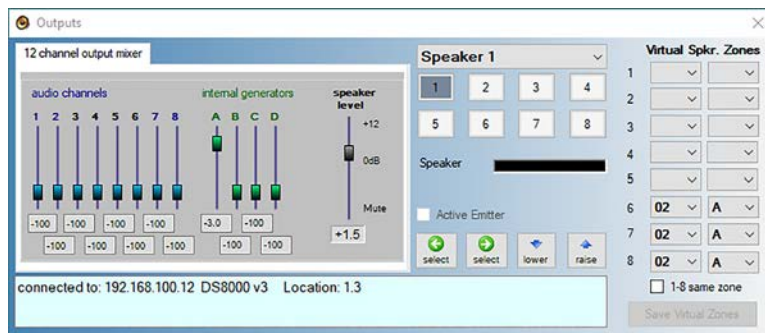 Outputs
12 channel output mixer
audio channels
internal generators
speaker level
1 2 3 4 5 6 7 8
A B C D
+12
0dB
Mute
-100 -100 -100 -100
-100 -100 -100 -100
-3.0 -100
-100 -100
+1.5
Speaker 1
1 2 3 4
5 6 7 8
Speaker
Active Emitter
select select lower raise
Virtual Spkr. Zones
1
2
3
4
5
6 02 A
7 02 A
8 02 A
1-8 same zone
Save Virtual Zones
connected to: 192.168.100.12 DS8000 v3 Location: 1.3